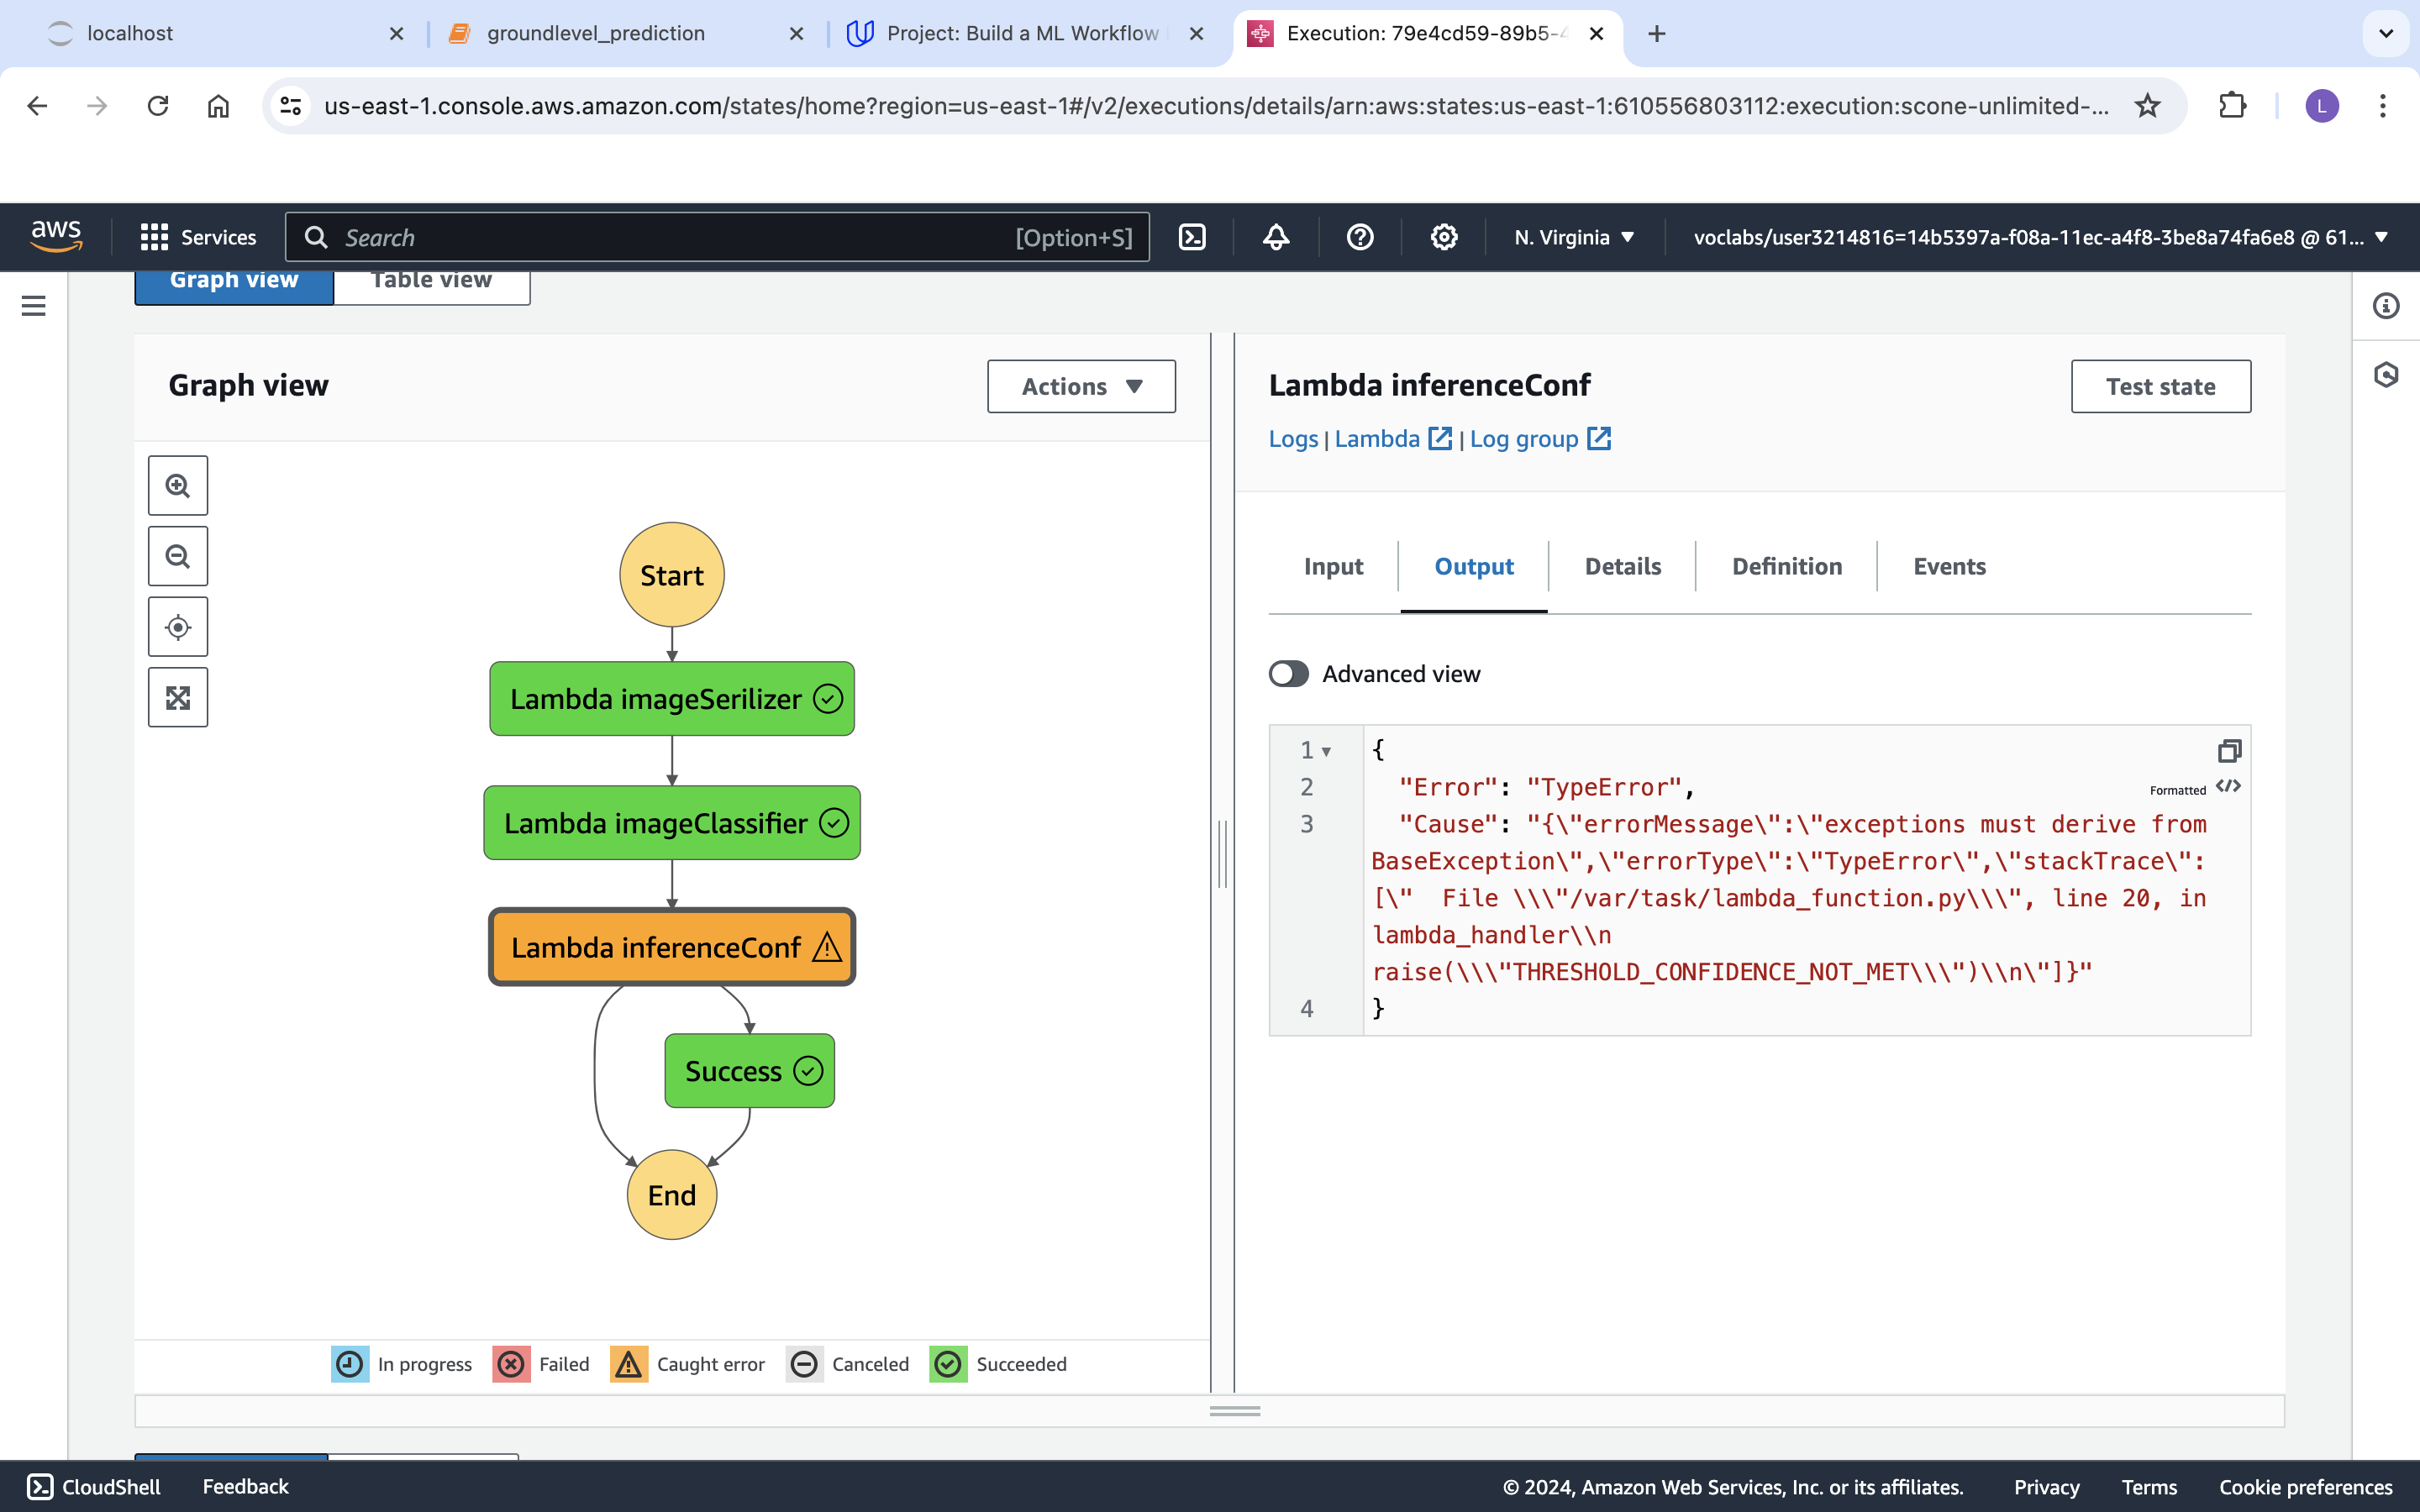 localhost
groundlevel_prediction
Project: Build a ML Workflow
Execution: 79e4cd59-89b5-4
us-east-1.console.aws.amazon.com/states/home?region=us-east-1#/v2/executions/details/arn:aws:states:us-east-1:610556803112:execution:scone-unlimited-...
L
aws
Services
Search
[Option+S]
N. Virginia
voclabs/user3214816=14b5397a-f08a-11ec-a4f8-3be8a74fa6e8 @ 61...
Graph view
Table view
Graph view
Actions
Start
Lambda imageSerilizer
Lambda imageClassifier
Lambda inferenceConf
Success
End
In progress
Failed
Caught error
Canceled
Succeeded
Lambda inferenceConf
Test state
Logs | Lambda | Log group
Input
Output
Details
Definition
Events
Advanced view
Formatted
1 {
2 "Error": "TypeError",
3 "Cause": "{\"errorMessage\":\"exceptions must derive from
BaseException\",\"errorType\":\"TypeError\",\"stackTrace\":
[\"  File \\\"/var/task/lambda_function.py\\\", line 20, in
lambda_handler\\n
raise(\\\"THRESHOLD_CONFIDENCE_NOT_MET\\\")\\n\"]}"
4 }
CloudShell
Feedback
© 2024, Amazon Web Services, Inc. or its affiliates.
Privacy
Terms
Cookie preferences